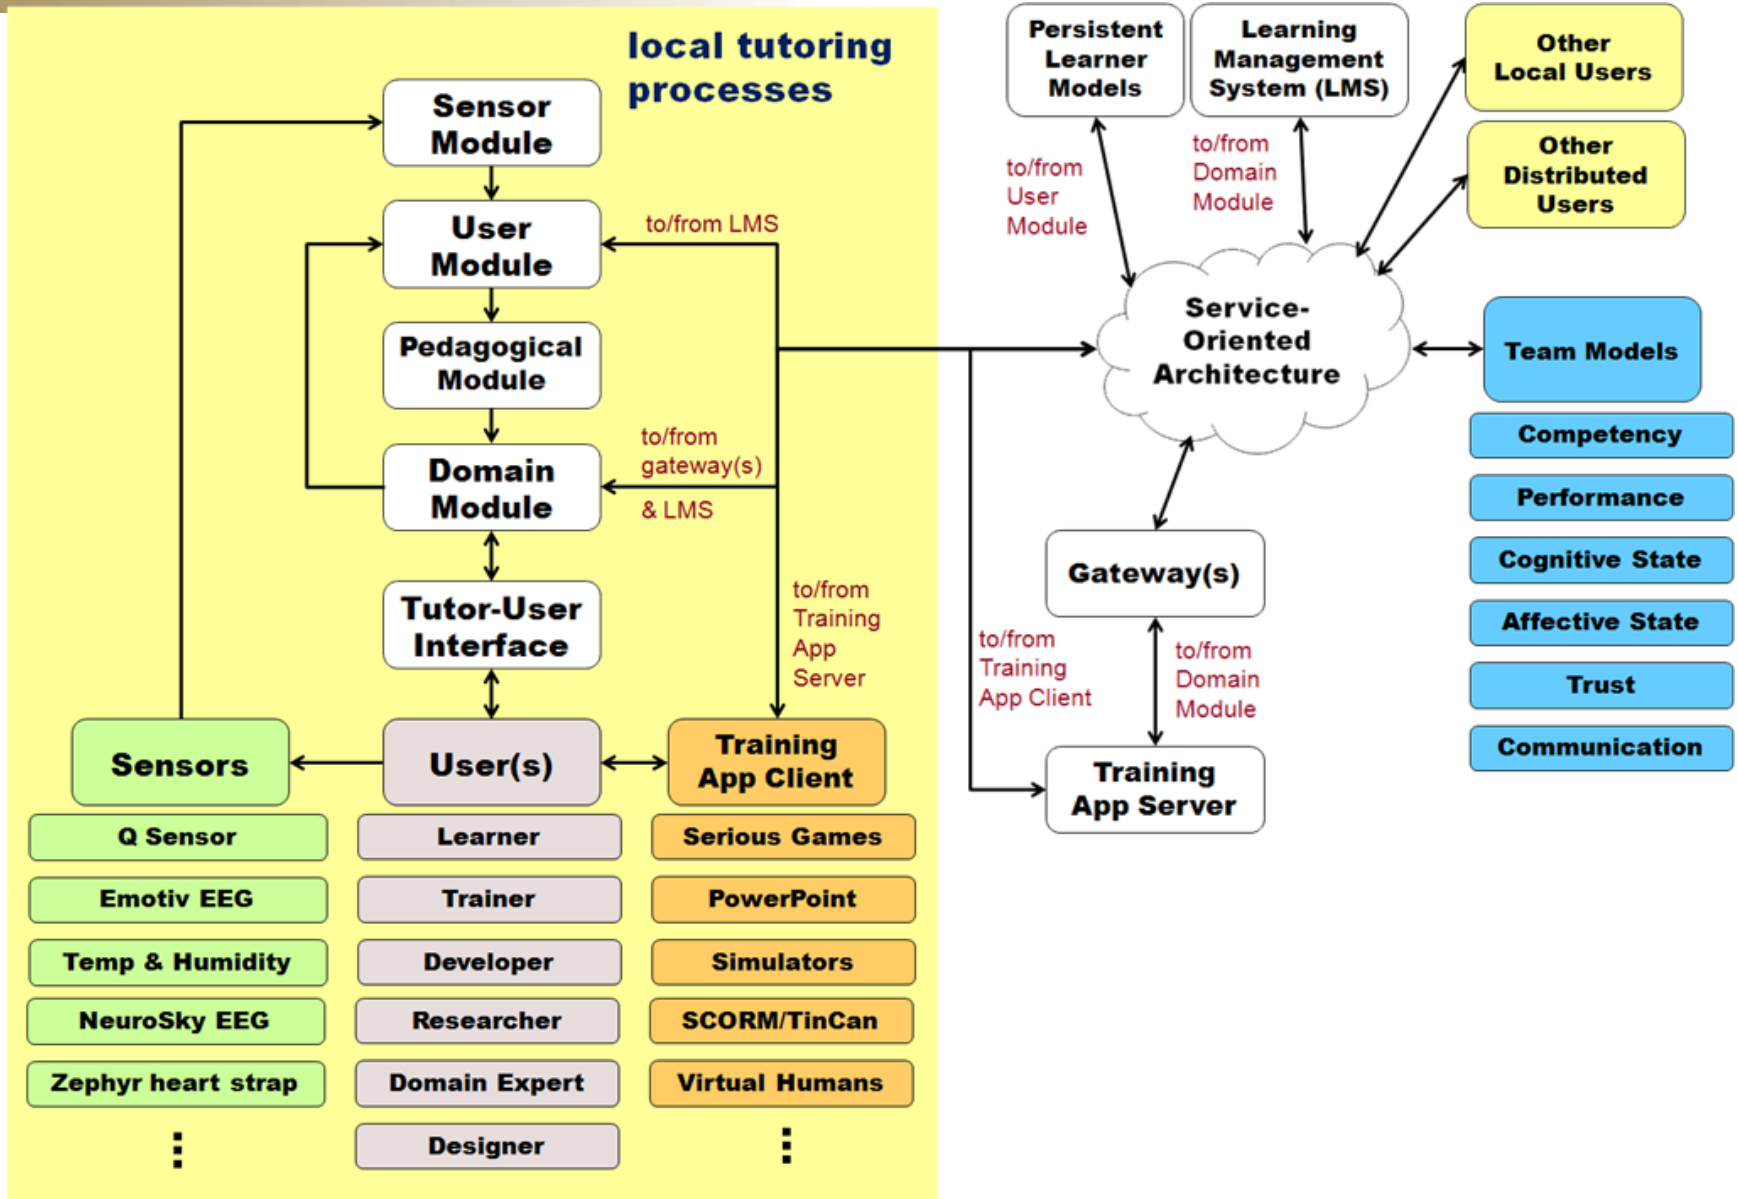 local tutoring
processes
Sensor
Module
User
Module
to/from LMS
Pedagogical
Module
Domain
Module
to/from
gateway(s)
& LMS
Tutor-User
Interface
to/from
Training
App
Server
Sensors
User(s)
Training
App Client
Q Sensor
Emotiv EEG
Temp & Humidity
NeuroSky EEG
Zephyr heart strap
Learner
Trainer
Developer
Researcher
Domain Expert
Designer
Serious Games
PowerPoint
Simulators
SCORM/TinCan
Virtual Humans
Persistent
Learner
Models
Learning
Management
System (LMS)
Other
Local Users
Other
Distributed
Users
to/from
User
Module
to/from
Domain
Module
Service-
Oriented
Architecture
Team Models
Competency
Performance
Cognitive State
Affective State
Trust
Communication
Gateway(s)
to/from
Training
App Client
to/from
Domain
Module
Training
App Server